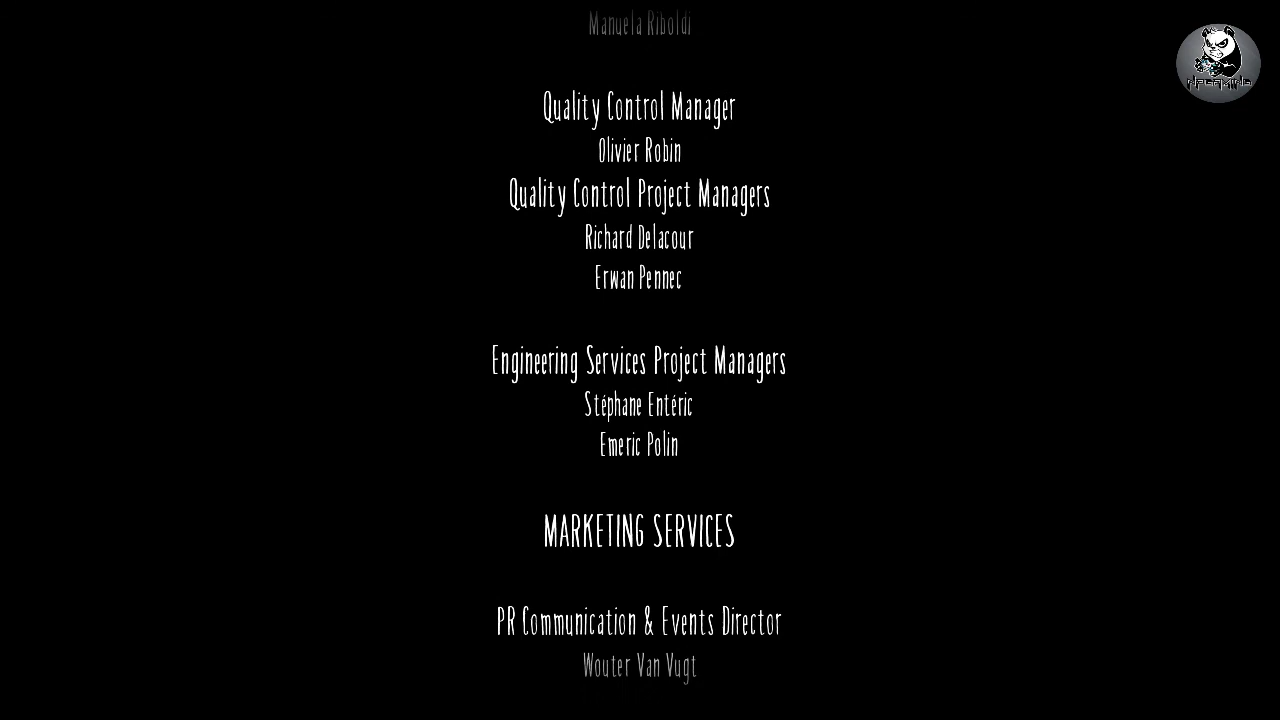 Manuela Riboldi
Quality Control Manager
Olivier Robin
Quality Control Project Managers
Richard Delacour
Erwan Pennec
Engineering Services Project Managers
Stéphane Entéric
Emeric Polin
MARKETING SERVICES
PR Communication & Events Director
Wouter Van Vugt